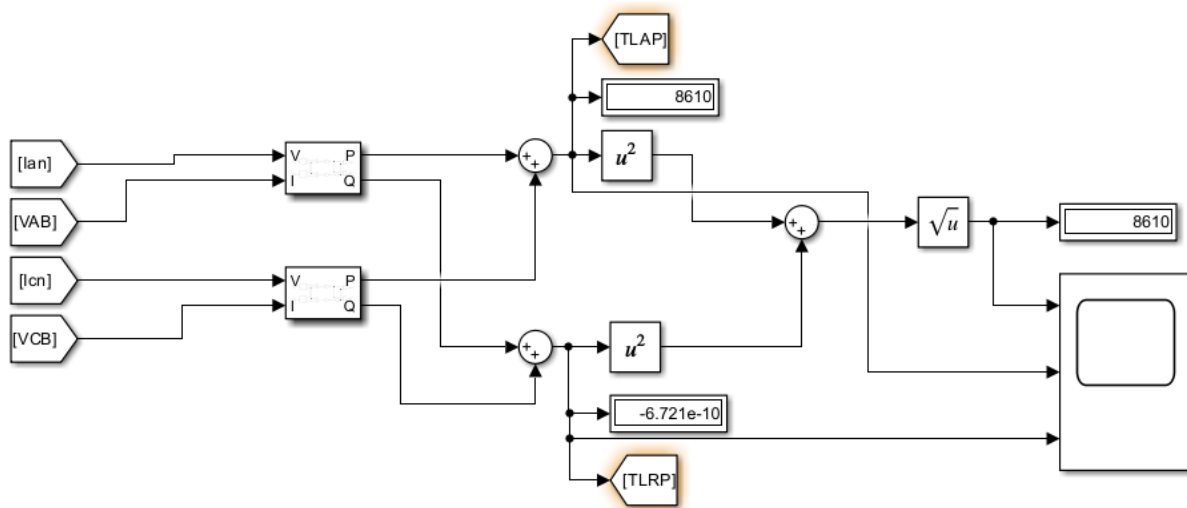 [TLAP]
8610
[Ian]
V
P
I
Q
+
+
u²
[VAB]
+
+
√u
8610
[Icn]
V
P
I
Q
[VCB]
+
+
u²
-6.721e-10
[TLRP]